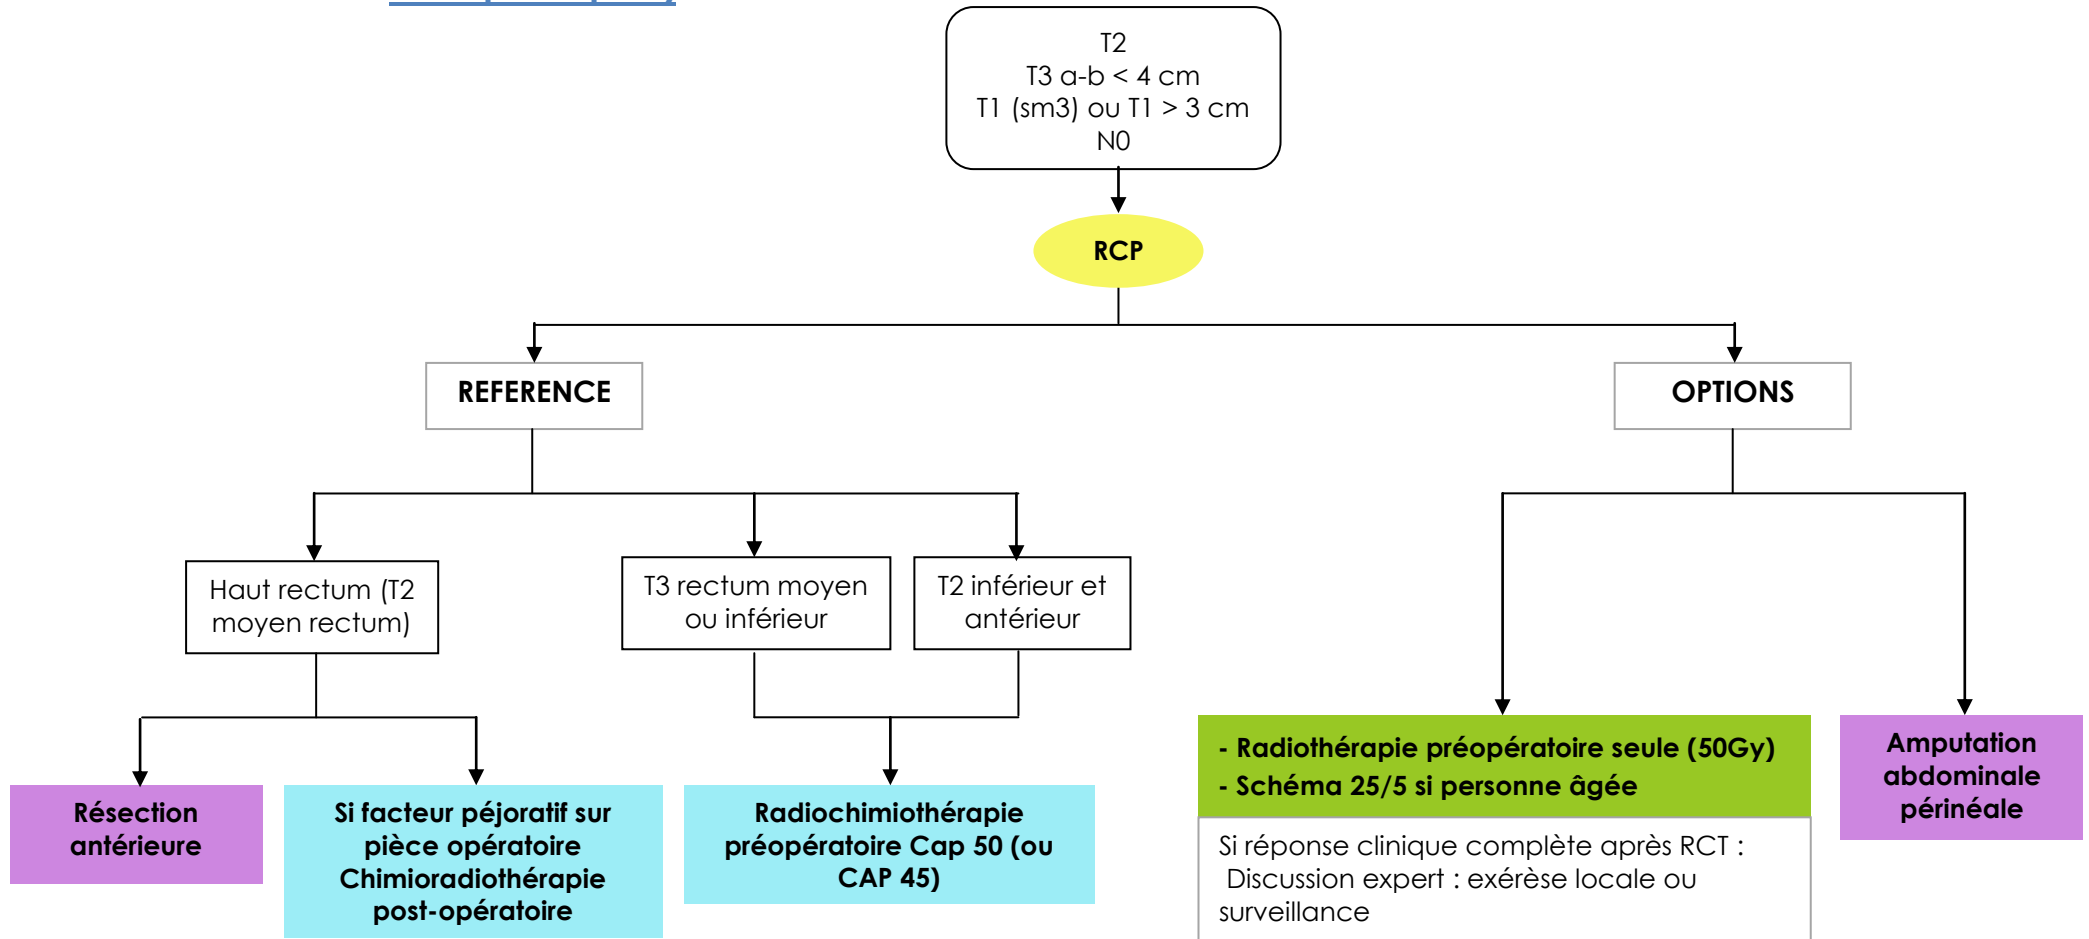 T2
T3 a-b < 4 cm
T1 (sm3) ou T1 > 3 cm
N0
RCP
REFERENCE
OPTIONS
Haut rectum (T2
moyen rectum)
T3 rectum moyen
ou inférieur
T2 inférieur et
antérieur
Résection
antérieure
Si facteur péjoratif sur
pièce opératoire
Chimioradiothérapie
post-opératoire
Radiochimiothérapie
préopératoire Cap 50 (ou
CAP 45)
- Radiothérapie préopératoire seule (50Gy)
- Schéma 25/5 si personne âgée
Si réponse clinique complète après RCT :
Discussion expert : exérèse locale ou
surveillance
Amputation
abdominale
périnéale